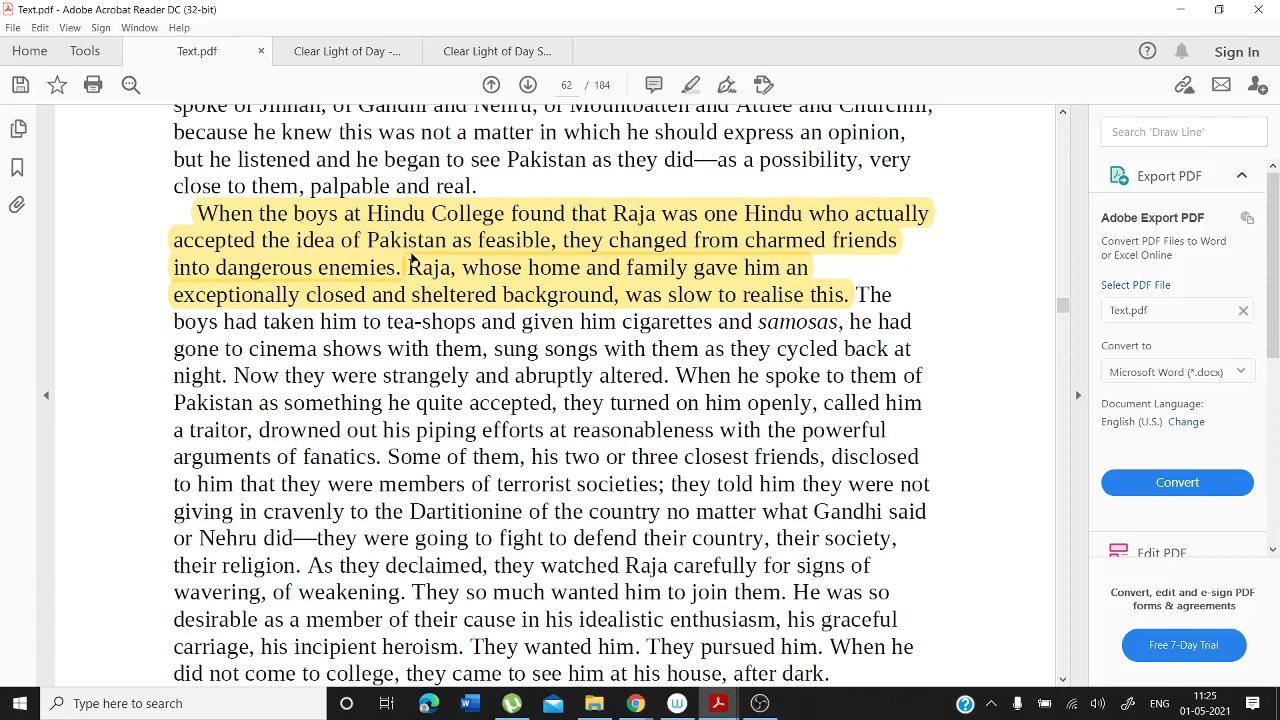 Text.pdf - Adobe Acrobat Reader DC (32-bit)
File Edit View Sign Window Help
Home Tools Text.pdf × Clear Light of Day -... Clear Light of Day S... Sign In
62 / 184
spoke of Jinnah, of Gandhi and Nehru, of Mountbatten and Attlee and Churchill,
because he knew this was not a matter in which he should express an opinion,
but he listened and he began to see Pakistan as they did—as a possibility, very
close to them, palpable and real.
When the boys at Hindu College found that Raja was one Hindu who actually
accepted the idea of Pakistan as feasible, they changed from charmed friends
into dangerous enemies. Raja, whose home and family gave him an
exceptionally closed and sheltered background, was slow to realise this. The
boys had taken him to tea-shops and given him cigarettes and samosas, he had
gone to cinema shows with them, sung songs with them as they cycled back at
night. Now they were strangely and abruptly altered. When he spoke to them of
Pakistan as something he quite accepted, they turned on him openly, called him
a traitor, drowned out his piping efforts at reasonableness with the powerful
arguments of fanatics. Some of them, his two or three closest friends, disclosed
to him that they were members of terrorist societies; they told him they were not
giving in cravenly to the Dartitionine of the country no matter what Gandhi said
or Nehru did—they were going to fight to defend their country, their society,
their religion. As they declaimed, they watched Raja carefully for signs of
wavering, of weakening. They so much wanted him to join them. He was so
desirable as a member of their cause in his idealistic enthusiasm, his graceful
carriage, his incipient heroism. They wanted him. They pursued him. When he
did not come to college, they came to see him at his house, after dark.
Search 'Draw Line'
Export PDF
Adobe Export PDF
Convert PDF Files to Word
or Excel Online
Select PDF File
Text.pdf
Convert to
Microsoft Word (*.docx)
Document Language:
English (U.S.) Change
Convert
Edit PDF
Convert, edit and e-sign PDF
forms & agreements
Free 7-Day Trial
Type here to search
ENG
11:25
01-05-2021